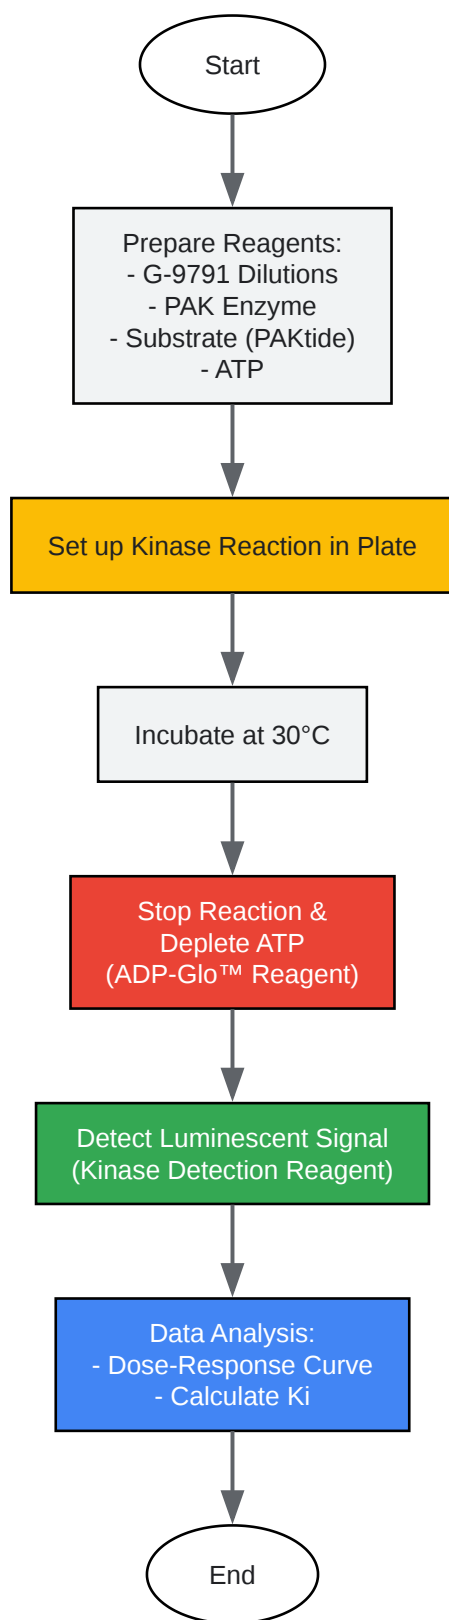 Start
Prepare Reagents:
- G-9791 Dilutions
- PAK Enzyme
- Substrate (PAKtide)
- ATP
Set up Kinase Reaction in Plate
Incubate at 30°C
Stop Reaction &
Deplete ATP
(ADP-Glo™ Reagent)
Detect Luminescent Signal
(Kinase Detection Reagent)
Data Analysis:
- Dose-Response Curve
- Calculate Ki
End